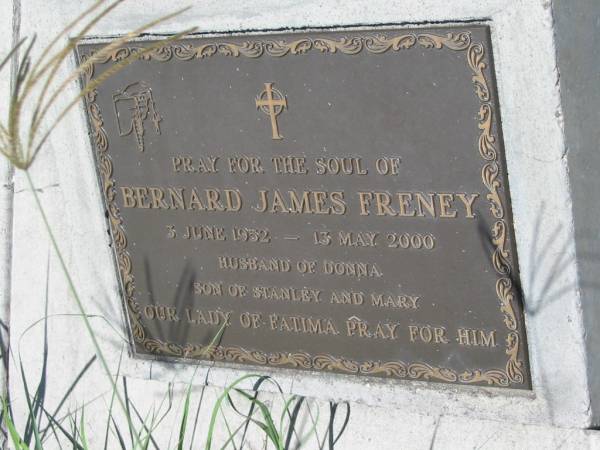 PRAY FOR THE SOUL OF
BERNARD JAMES FRENEY
3 JUNE 1932 — 13 MAY 2000
HUSBAND OF DONNA
SON OF STANLEY AND MARY
OUR LADY OF FATIMA PRAY FOR HIM